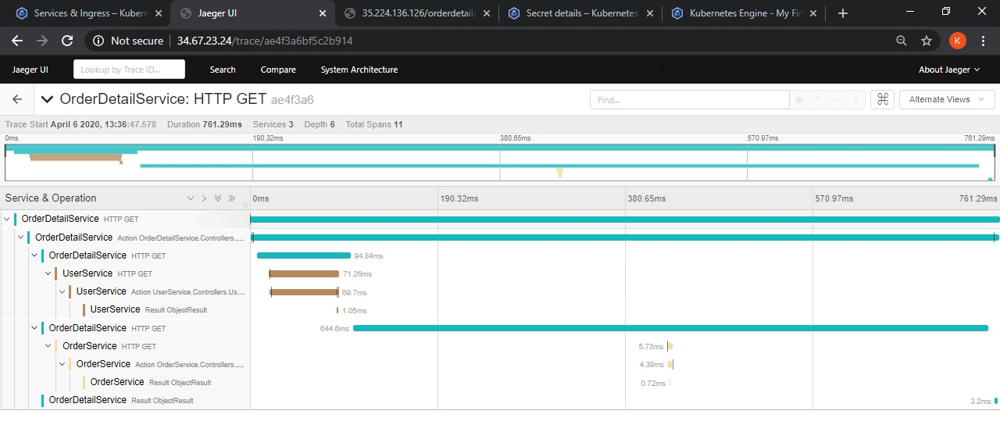 Services & Ingress – Kubern
Jaeger UI
35.224.136.126/orderdetail/
Secret details – Kubernetes
Kubernetes Engine - My Fir
Not secure
34.67.23.24/trace/ae4f3a6bf5c2b914
K
Jaeger UI
Lookup by Trace ID...
Search
Compare
System Architecture
About Jaeger
OrderDetailService: HTTP GET ae4f3a6
Find...
⌘
Alternate Views
Trace Start April 6 2020, 13:36:47.578
Duration 761.29ms
Services 3
Depth 6
Total Spans 11
0ms 190.32ms 380.65ms 570.97ms 761.29ms
Service & Operation
0ms 190.32ms 380.65ms 570.97ms 761.29ms
OrderDetailService HTTP GET
OrderDetailService Action OrderDetailService.Controllers....
OrderDetailService HTTP GET 94.84ms
UserService HTTP GET 71.26ms
UserService Action UserService.Controllers.Us... 69.7ms
UserService Result ObjectResult 1.05ms
OrderDetailService HTTP GET 644.6ms
OrderService HTTP GET 5.73ms
OrderService Action OrderService.Controllers.... 4.38ms
OrderService Result ObjectResult 0.72ms
OrderDetailService Result ObjectResult 3.2ms